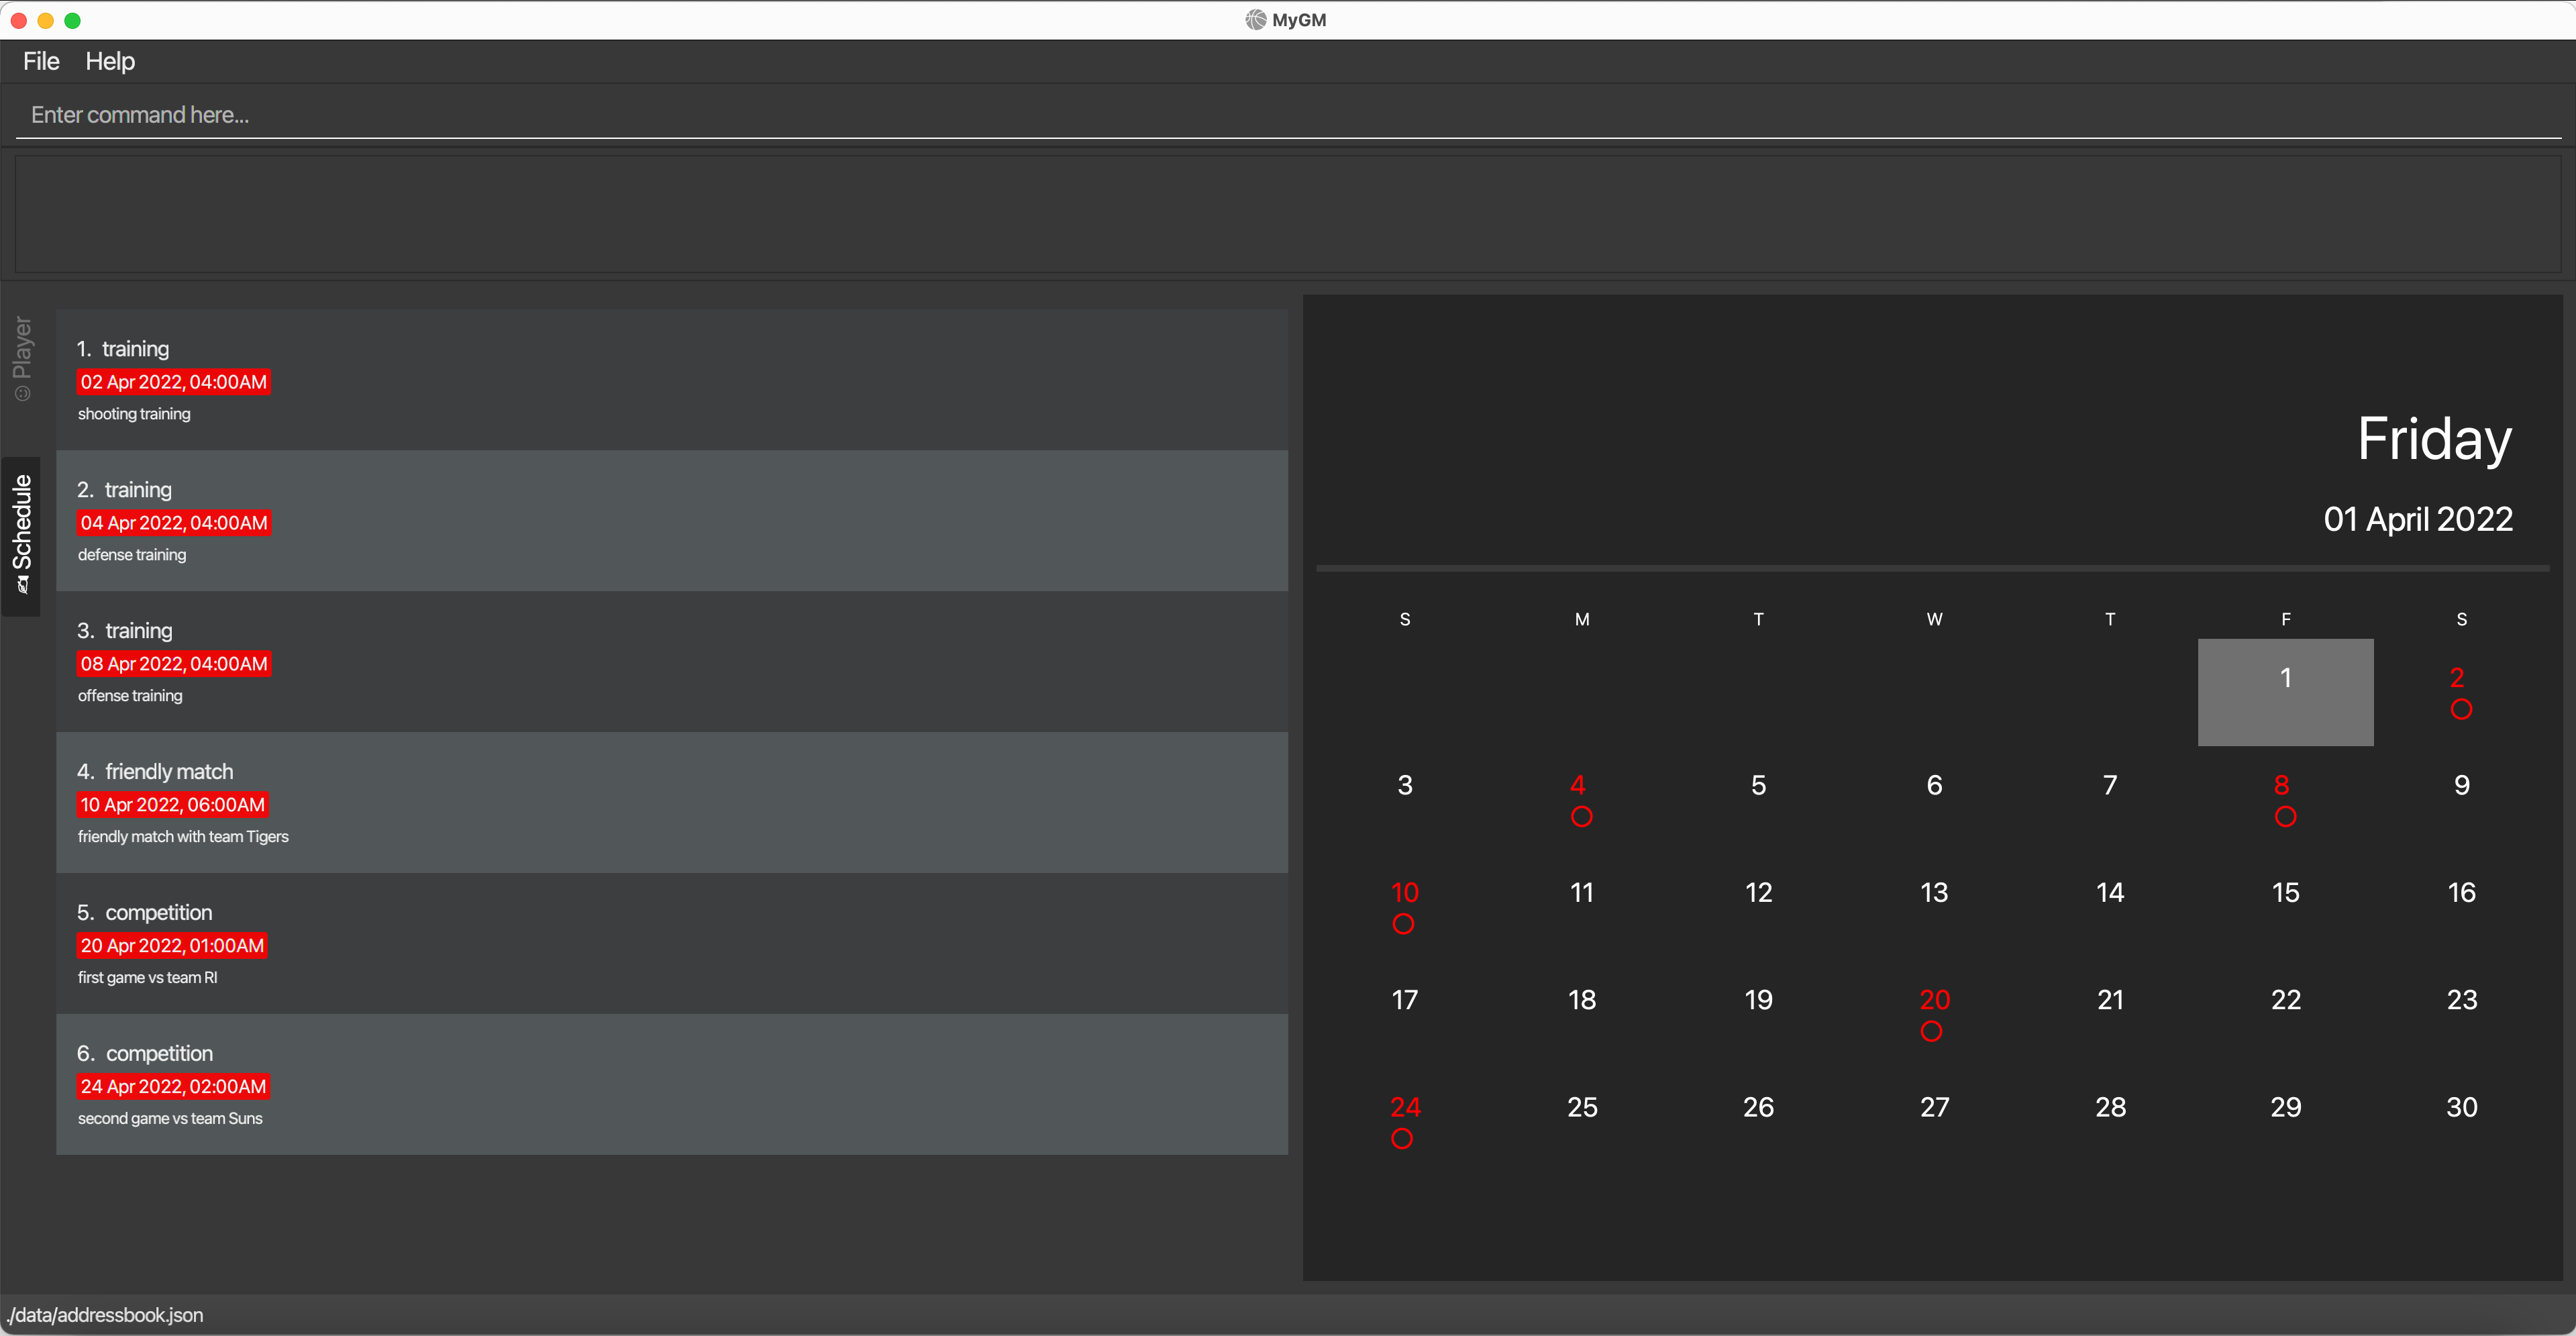 MyGM
File Help
Enter command here...
Player
Schedule
1. training
02 Apr 2022, 04:00AM
shooting training
2. training
04 Apr 2022, 04:00AM
defense training
3. training
08 Apr 2022, 04:00AM
offense training
4. friendly match
10 Apr 2022, 06:00AM
friendly match with team Tigers
5. competition
20 Apr 2022, 01:00AM
first game vs team RI
6. competition
24 Apr 2022, 02:00AM
second game vs team Suns
Friday
01 April 2022
S M T W T F S
1 2
3 4 5 6 7 8 9
10 11 12 13 14 15 16
17 18 19 20 21 22 23
24 25 26 27 28 29 30
./data/addressbook.json